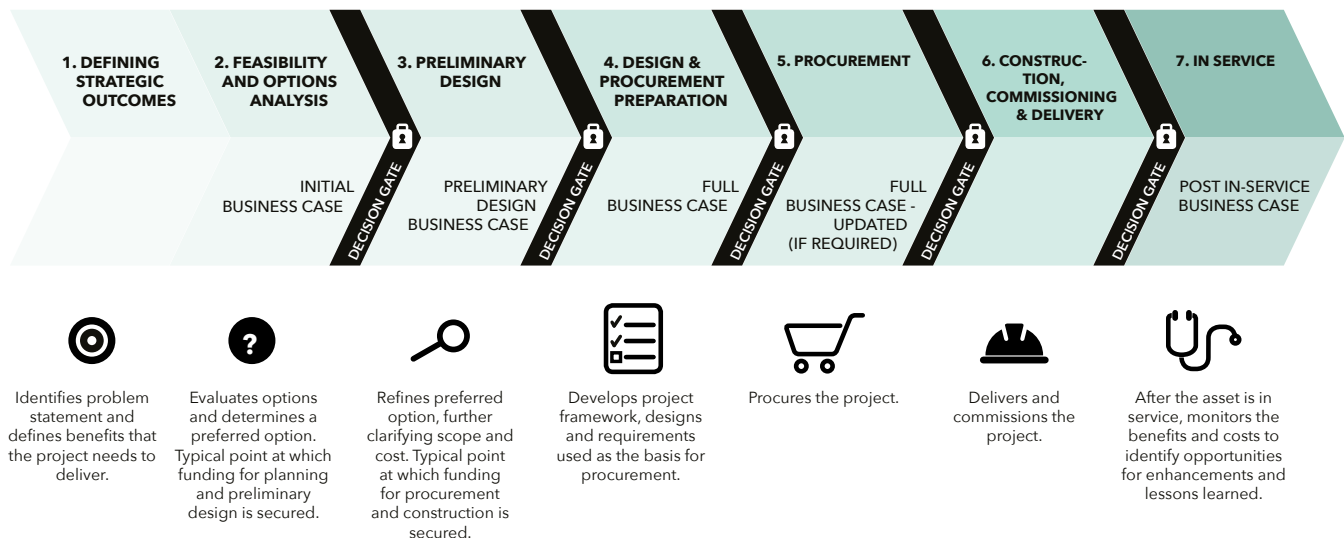 1. DEFINING
STRATEGIC
OUTCOMES
2. FEASIBILITY
AND OPTIONS
ANALYSIS
3. PRELIMINARY
DESIGN
4. DESIGN &
PROCUREMENT
PREPARATION
5. PROCUREMENT
6. CONSTRUC-
TION,
COMMISSIONING
& DELIVERY
7. IN SERVICE
INITIAL
BUSINESS CASE
DECISION GATE
PRELIMINARY
DESIGN
BUSINESS CASE
DECISION GATE
FULL
BUSINESS CASE
DECISION GATE
FULL
BUSINESS CASE -
UPDATED
(IF REQUIRED)
DECISION GATE
DECISION GATE
POST IN-SERVICE
BUSINESS CASE
?
Identifies problem
statement and
defines benefits that
the project needs to
deliver.
Evaluates options
and determines a
preferred option.
Typical point at which
funding for planning
and preliminary
design is secured.
Refines preferred
option, further
clarifying scope and
cost. Typical point
at which funding
for procurement
and construction is
secured.
Develops project
framework, designs
and requirements
used as the basis for
procurement.
Procures the project.
Delivers and
commissions the
project.
After the asset is in
service, monitors the
benefits and costs to
identify opportunities
for enhancements and
lessons learned.